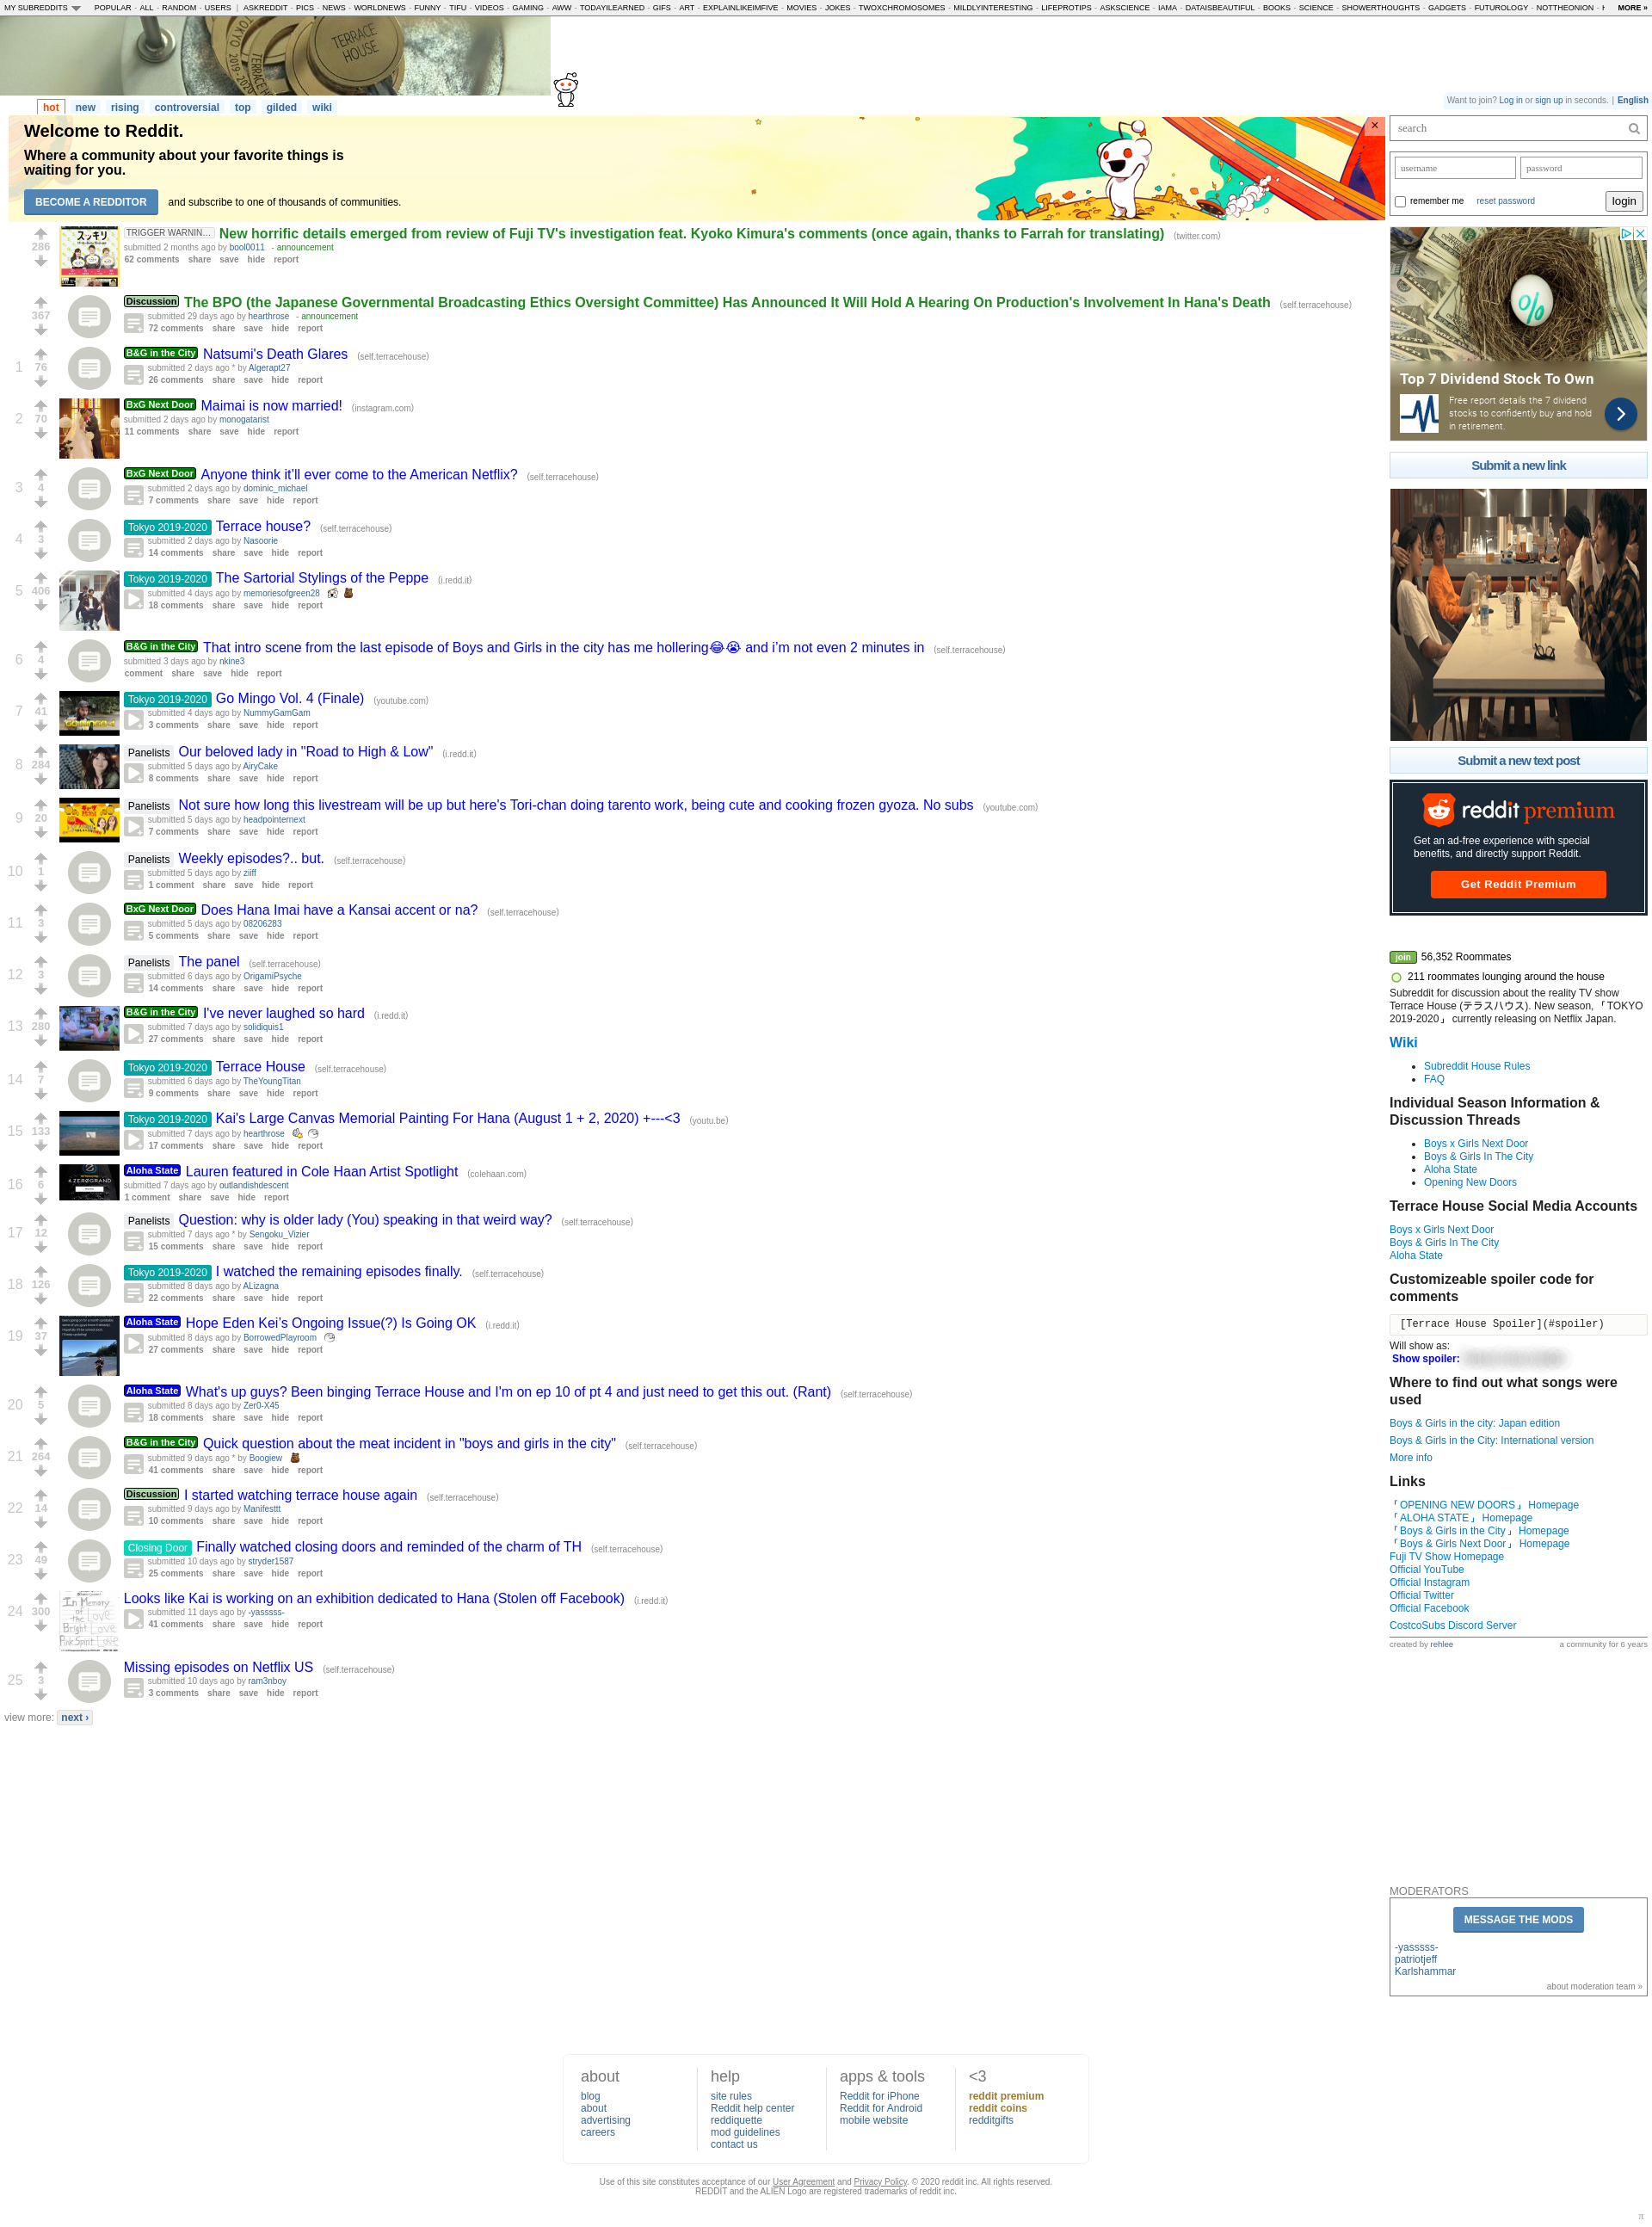 MY SUBREDDITS POPULAR - ALL - RANDOM - USERS | ASKREDDIT - PICS - NEWS - WORLDNEWS - FUNNY - TIFU - VIDEOS - GAMING - AWW - TODAYILEARNED - GIFS - ART - EXPLAINLIKEIMFIVE - MOVIES - JOKES - TWOXCHROMOSOMES - MILDLYINTERESTING - LIFEPROTIPS - ASKSCIENCE - IAMA - DATAISBEAUTIFUL - BOOKS - SCIENCE - SHOWERTHOUGHTS - GADGETS - FUTUROLOGY - NOTTHEONION - MORE »
TERRACE HOUSE
hot new rising controversial top gilded wiki
Want to join? Log in or sign up in seconds. | English
Welcome to Reddit.
Where a community about your favorite things is
waiting for you.
BECOME A REDDITOR and subscribe to one of thousands of communities.
286
TRIGGER WARNIN… New horrific details emerged from review of Fuji TV's investigation feat. Kyoko Kimura's comments (once again, thanks to Farrah for translating) (twitter.com)
submitted 2 months ago by bool0011 - announcement
62 comments share save hide report
367
Discussion The BPO (the Japanese Governmental Broadcasting Ethics Oversight Committee) Has Announced It Will Hold A Hearing On Production's Involvement In Hana's Death (self.terracehouse)
submitted 29 days ago by hearthrose - announcement
72 comments share save hide report
1 76
B&G in the City Natsumi's Death Glares (self.terracehouse)
submitted 2 days ago * by Algerapt27
26 comments share save hide report
2 70
BxG Next Door Maimai is now married! (instagram.com)
submitted 2 days ago by monogatarist
11 comments share save hide report
3 4
BxG Next Door Anyone think it'll ever come to the American Netflix? (self.terracehouse)
submitted 2 days ago by dominic_michael
7 comments share save hide report
4 3
Tokyo 2019-2020 Terrace house? (self.terracehouse)
submitted 2 days ago by Nasoorie
14 comments share save hide report
5 406
Tokyo 2019-2020 The Sartorial Stylings of the Peppe (i.redd.it)
submitted 4 days ago by memoriesofgreen28
18 comments share save hide report
6 4
B&G in the City That intro scene from the last episode of Boys and Girls in the city has me hollering😂😭 and i'm not even 2 minutes in (self.terracehouse)
submitted 3 days ago by nkine3
comment share save hide report
7 41
Tokyo 2019-2020 Go Mingo Vol. 4 (Finale) (youtube.com)
submitted 4 days ago by NummyGamGam
3 comments share save hide report
8 284
Panelists Our beloved lady in "Road to High & Low" (i.redd.it)
submitted 5 days ago by AiryCake
8 comments share save hide report
9 20
Panelists Not sure how long this livestream will be up but here's Tori-chan doing tarento work, being cute and cooking frozen gyoza. No subs (youtube.com)
submitted 5 days ago by headpointernext
7 comments share save hide report
10 1
Panelists Weekly episodes?.. but. (self.terracehouse)
submitted 5 days ago by ziiff
1 comment share save hide report
11 3
BxG Next Door Does Hana Imai have a Kansai accent or na? (self.terracehouse)
submitted 5 days ago by 08206283
5 comments share save hide report
12 3
Panelists The panel (self.terracehouse)
submitted 6 days ago by OrigamiPsyche
14 comments share save hide report
13 280
B&G in the City I've never laughed so hard (i.redd.it)
submitted 7 days ago by solidiquis1
27 comments share save hide report
14 7
Tokyo 2019-2020 Terrace House (self.terracehouse)
submitted 6 days ago by TheYoungTitan
9 comments share save hide report
15 133
Tokyo 2019-2020 Kai's Large Canvas Memorial Painting For Hana (August 1 + 2, 2020) +---<3 (youtu.be)
submitted 7 days ago by hearthrose
17 comments share save hide report
16 6
Aloha State Lauren featured in Cole Haan Artist Spotlight (colehaan.com)
submitted 7 days ago by outlandishdescent
1 comment share save hide report
17 12
Panelists Question: why is older lady (You) speaking in that weird way? (self.terracehouse)
submitted 7 days ago * by Sengoku_Vizier
15 comments share save hide report
18 126
Tokyo 2019-2020 I watched the remaining episodes finally. (self.terracehouse)
submitted 8 days ago by ALizagna
22 comments share save hide report
19 37
Aloha State Hope Eden Kei's Ongoing Issue(?) Is Going OK (i.redd.it)
submitted 8 days ago by BorrowedPlayroom
27 comments share save hide report
20 5
Aloha State What's up guys? Been binging Terrace House and I'm on ep 10 of pt 4 and just need to get this out. (Rant) (self.terracehouse)
submitted 8 days ago by Zer0-X45
18 comments share save hide report
21 264
B&G in the City Quick question about the meat incident in "boys and girls in the city" (self.terracehouse)
submitted 9 days ago * by Boogiew
41 comments share save hide report
22 14
Discussion I started watching terrace house again (self.terracehouse)
submitted 9 days ago by Manifesttt
10 comments share save hide report
23 49
Closing Door Finally watched closing doors and reminded of the charm of TH (self.terracehouse)
submitted 10 days ago by stryder1587
25 comments share save hide report
24 300
Looks like Kai is working on an exhibition dedicated to Hana (Stolen off Facebook) (i.redd.it)
submitted 11 days ago by -yasssss-
41 comments share save hide report
25 3
Missing episodes on Netflix US (self.terracehouse)
submitted 10 days ago by ram3nboy
3 comments share save hide report
view more: next ›
search
username password
remember me reset password login
%
Top 7 Dividend Stock To Own
Free report details the 7 dividend
stocks to confidently buy and hold
in retirement.
Submit a new link
Submit a new text post
reddit premium
Get an ad-free experience with special
benefits, and directly support Reddit.
Get Reddit Premium
join 56,352 Roommates
211 roommates lounging around the house
Subreddit for discussion about the reality TV show
Terrace House (テラスハウス). New season, 「TOKYO
2019-2020」 currently releasing on Netflix Japan.
Wiki
Subreddit House Rules
FAQ
Individual Season Information &
Discussion Threads
Boys x Girls Next Door
Boys & Girls In The City
Aloha State
Opening New Doors
Terrace House Social Media Accounts
Boys x Girls Next Door
Boys & Girls In The City
Aloha State
Customizeable spoiler code for
comments
[Terrace House Spoiler](#spoiler)
Will show as:
Show spoiler:
Where to find out what songs were
used
Boys & Girls in the city: Japan edition
Boys & Girls in the City: International version
More info
Links
「OPENING NEW DOORS」 Homepage
「ALOHA STATE」 Homepage
「Boys & Girls in the City」 Homepage
「Boys & Girls Next Door」 Homepage
Fuji TV Show Homepage
Official YouTube
Official Instagram
Official Twitter
Official Facebook
CostcoSubs Discord Server
created by rehlee a community for 6 years
MODERATORS
MESSAGE THE MODS
-yasssss-
patriotjeff
Karlshammar
about moderation team »
about
blog
about
advertising
careers
help
site rules
Reddit help center
reddiquette
mod guidelines
contact us
apps & tools
Reddit for iPhone
Reddit for Android
mobile website
<3
reddit premium
reddit coins
redditgifts
Use of this site constitutes acceptance of our User Agreement and Privacy Policy. © 2020 reddit inc. All rights reserved.
REDDIT and the ALIEN Logo are registered trademarks of reddit inc.
π